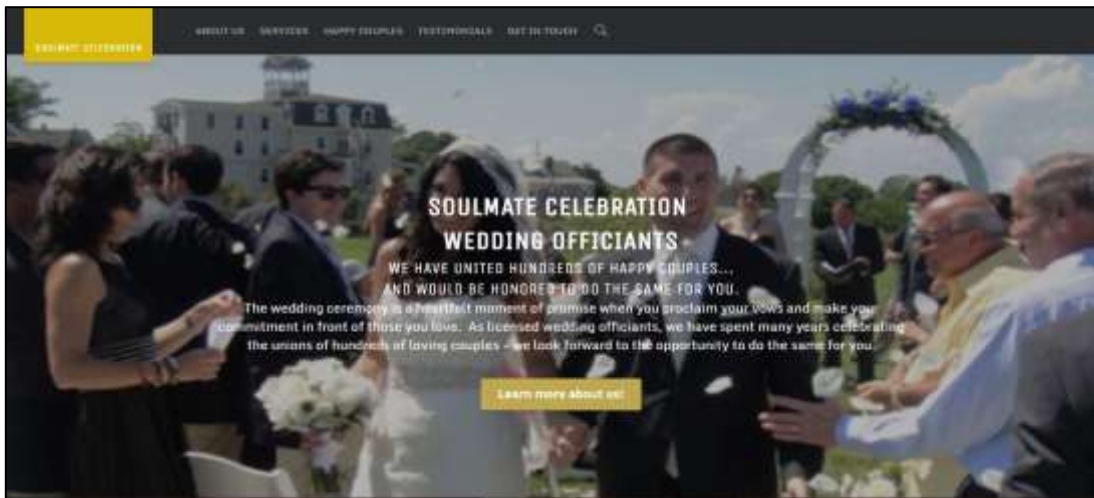 SOULMATE CELEBRATION
ABOUT US SERVICES HAPPY COUPLES TESTIMONIALS GET IN TOUCH
SOULMATE CELEBRATION
WEDDING OFFICIANTS
WE HAVE UNITED HUNDREDS OF HAPPY COUPLES...
AND WOULD BE HONORED TO DO THE SAME FOR YOU.
The wedding ceremony is a heartfelt moment of promise when you proclaim your vows and make your
commitment in front of those you love. As licensed wedding officiants, we have spent many years celebrating
the unions of hundreds of loving couples – we look forward to the opportunity to do the same for you.
Learn more about us!